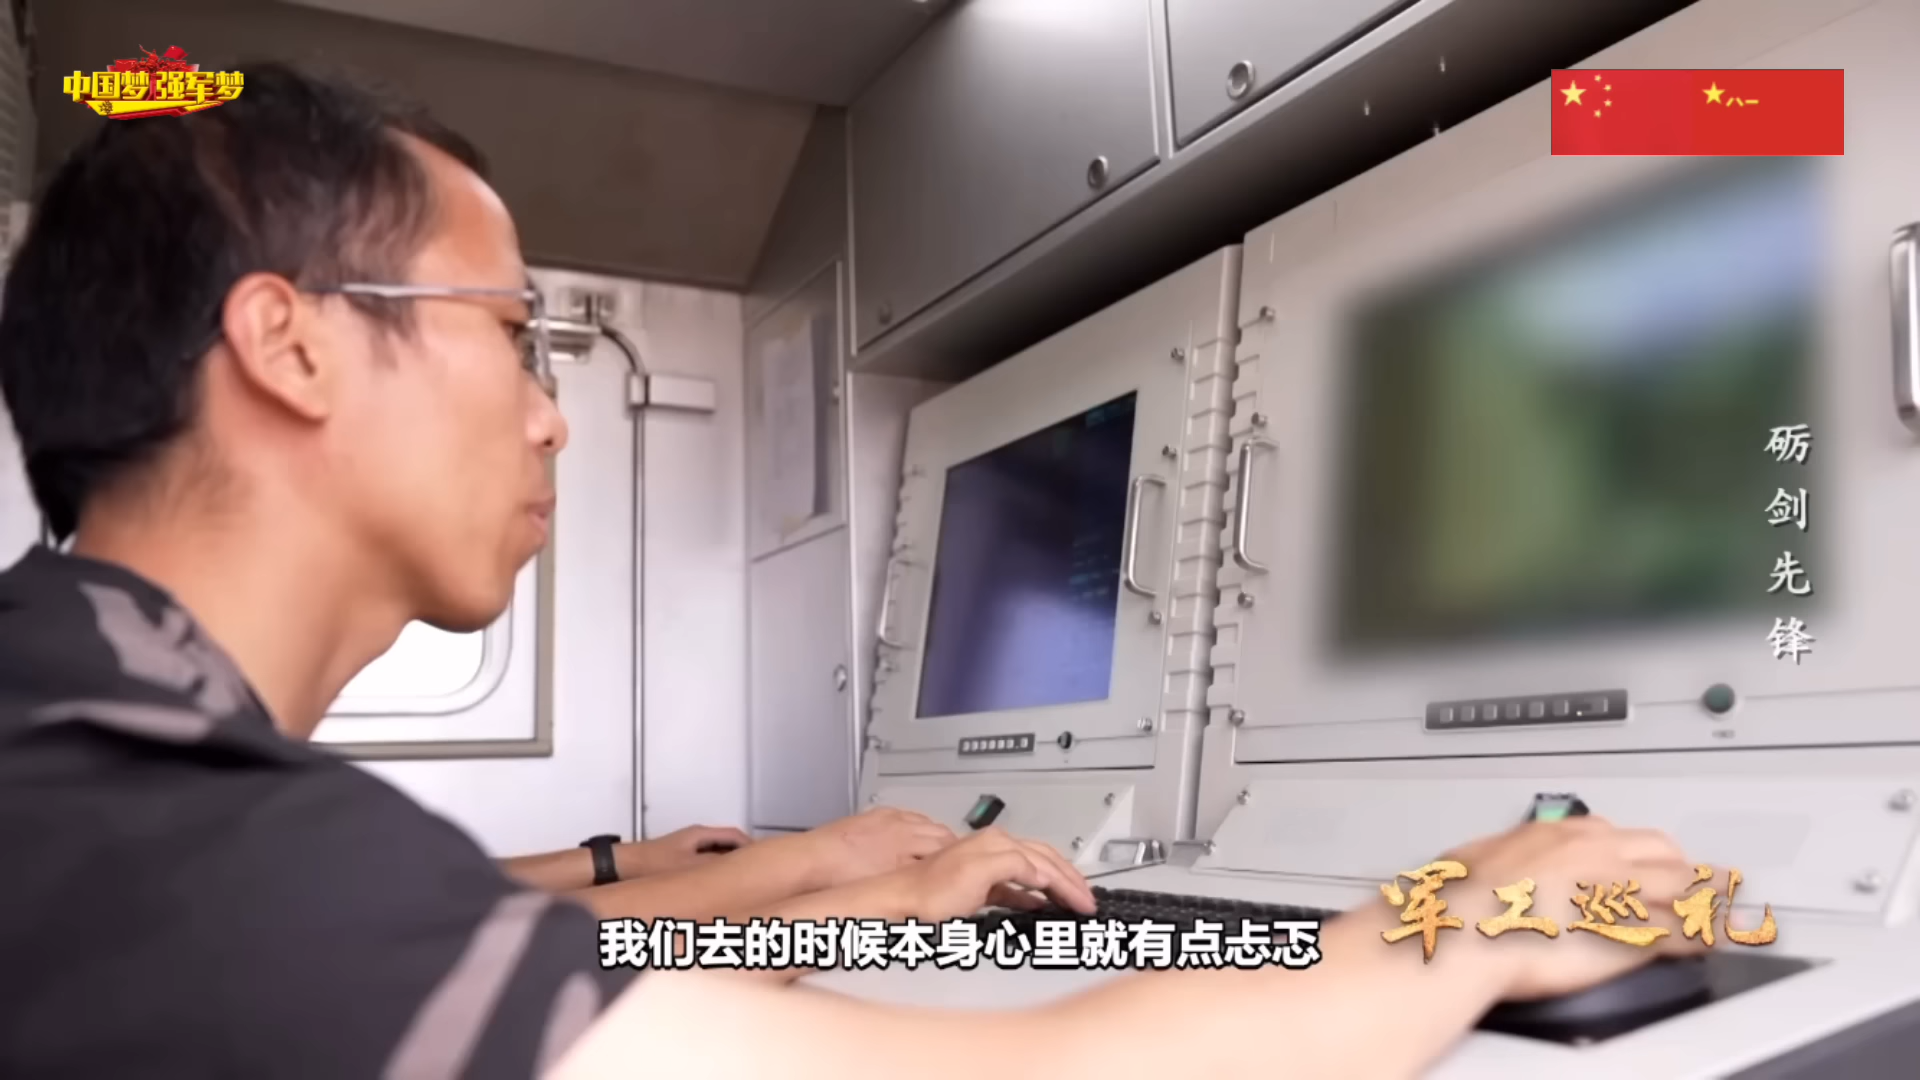 中国梦 强军梦
八一
砺剑先锋
军工巡礼
我们去的时候本身心里就有点忐忑